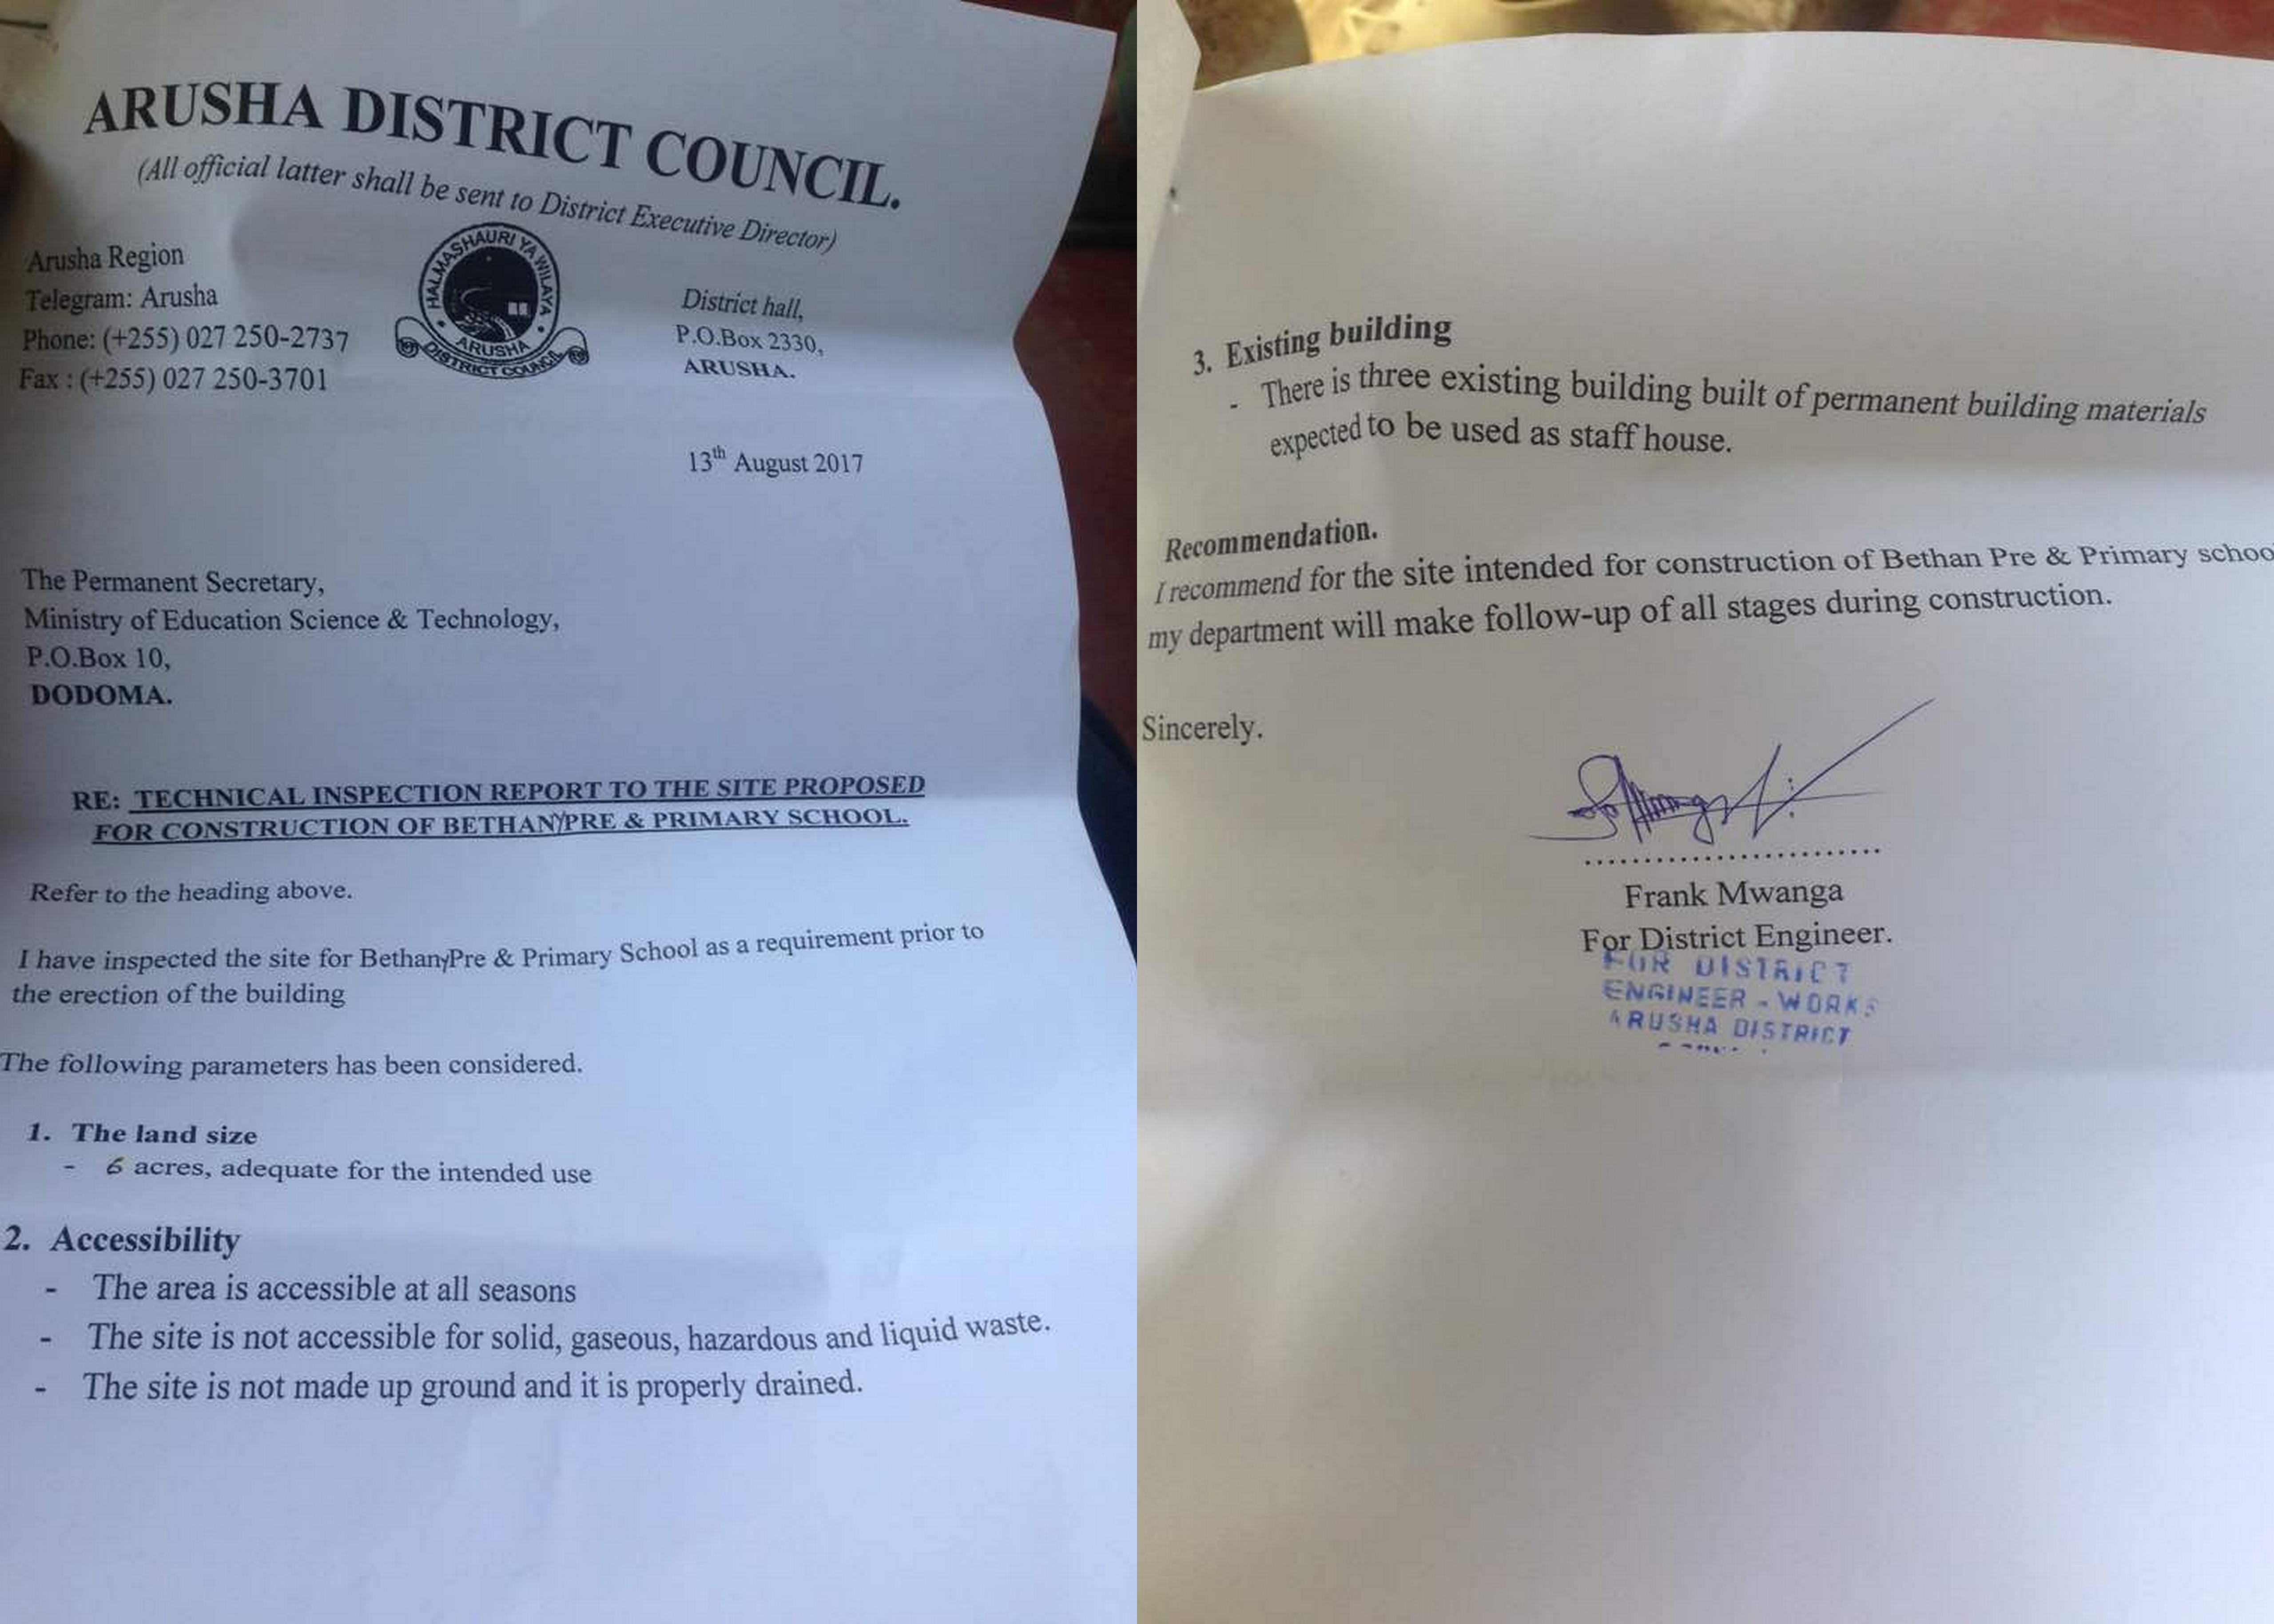 ARUSHA DISTRICT COUNCIL.
(All official latter shall be sent to District Executive Director)
Arusha Region
Telegram: Arusha
Phone: (+255) 027 250-2737
Fax : (+255) 027 250-3701
HALMASHAURI YA WILAYA
ARUSHA
DISTRICT COUNCIL
District hall,
P.O.Box 2330,
ARUSHA.
13th August 2017
The Permanent Secretary,
Ministry of Education Science & Technology,
P.O.Box 10,
DODOMA.
RE: TECHNICAL INSPECTION REPORT TO THE SITE PROPOSED
FOR CONSTRUCTION OF BETHANY PRE & PRIMARY SCHOOL.
Refer to the heading above.
I have inspected the site for Bethany Pre & Primary School as a requirement prior to
the erection of the building
The following parameters has been considered.
1. The land size
- 6 acres, adequate for the intended use
2. Accessibility
- The area is accessible at all seasons
- The site is not accessible for solid, gaseous, hazardous and liquid waste.
- The site is not made up ground and it is properly drained.
3. Existing building
- There is three existing building built of permanent building materials
expected to be used as staff house.
Recommendation.
I recommend for the site intended for construction of Bethan Pre & Primary schoo
my department will make follow-up of all stages during construction.
Sincerely.
Frank Mwanga
For District Engineer.
FOR DISTRICT
ENGINEER - WORKS
ARUSHA DISTRICT